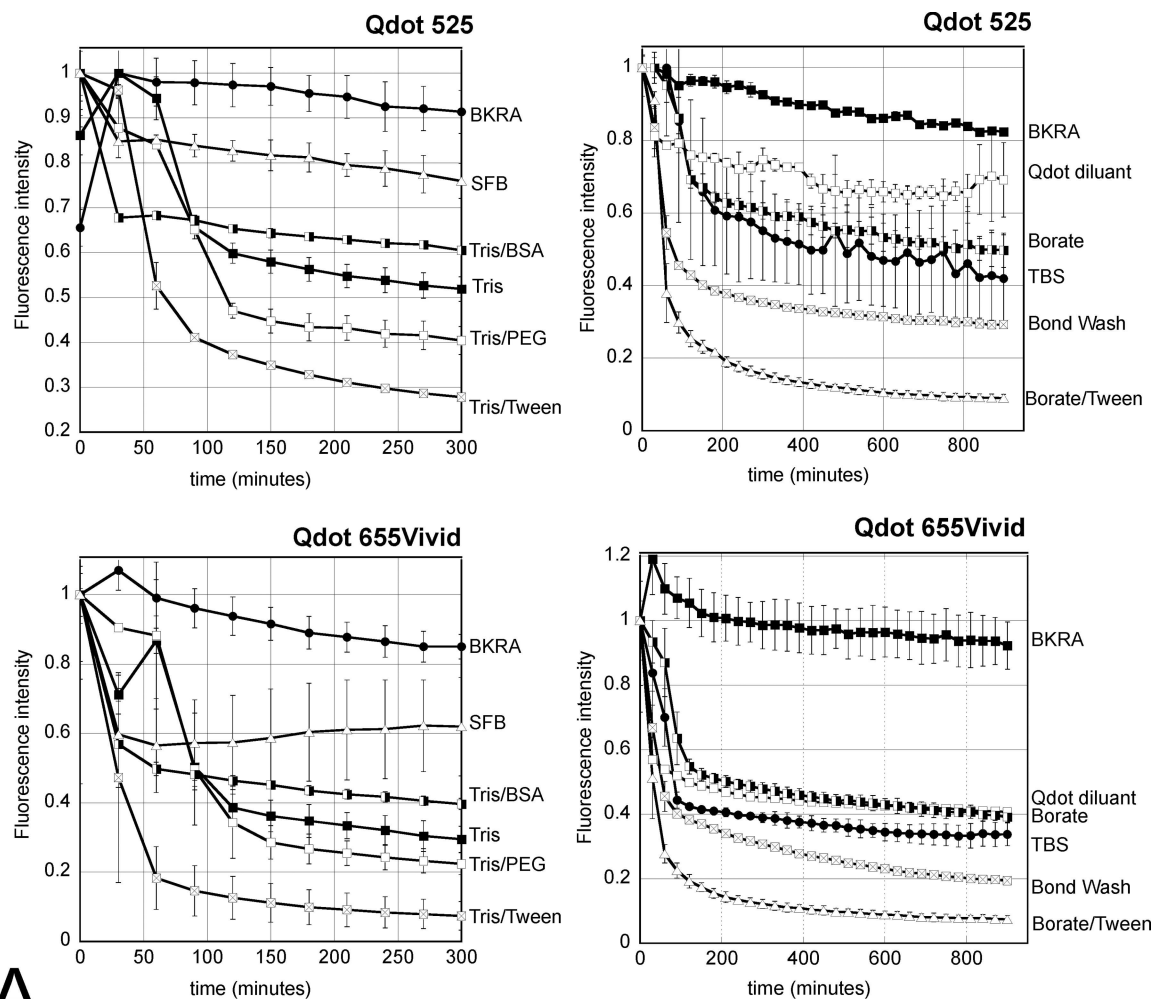 Qdot 525
Fluorescence intensity
1
0.9
0.8
0.7
0.6
0.5
0.4
0.3
0.2
0 50 100 150 200 250 300
time (minutes)
BKRA
SFB
Tris/BSA
Tris
Tris/PEG
Tris/Tween
Qdot 525
Fluorescence intensity
1
0.8
0.6
0.4
0.2
0
0 200 400 600 800
time (minutes)
BKRA
Qdot diluant
Borate
TBS
Bond Wash
Borate/Tween
Qdot 655Vivid
Fluorescence intensity
1
0.8
0.6
0.4
0.2
0
0 50 100 150 200 250 300
time (minutes)
BKRA
SFB
Tris/BSA
Tris
Tris/PEG
Tris/Tween
Qdot 655Vivid
Fluorescence intensity
1.2
1
0.8
0.6
0.4
0.2
0
0 200 400 600 800
time (minutes)
BKRA
Qdot diluant
Borate
TBS
Bond Wash
Borate/Tween